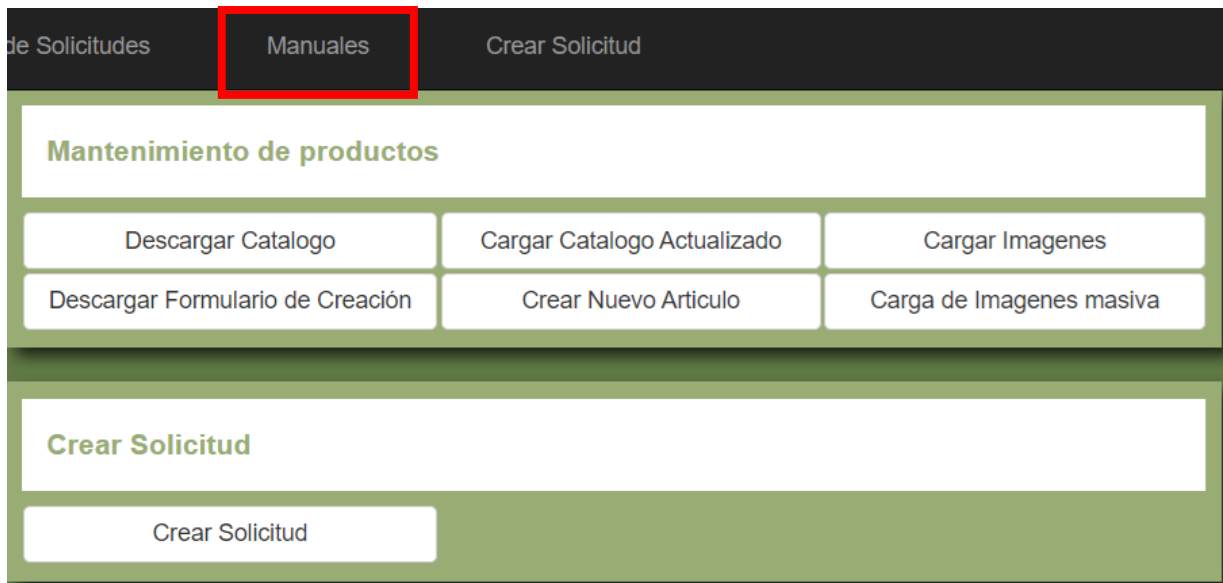 de Solicitudes Manuales Crear Solicitud
Mantenimiento de productos
Descargar Catalogo Cargar Catalogo Actualizado Cargar Imagenes
Descargar Formulario de Creación Crear Nuevo Articulo Carga de Imagenes masiva
Crear Solicitud
Crear Solicitud